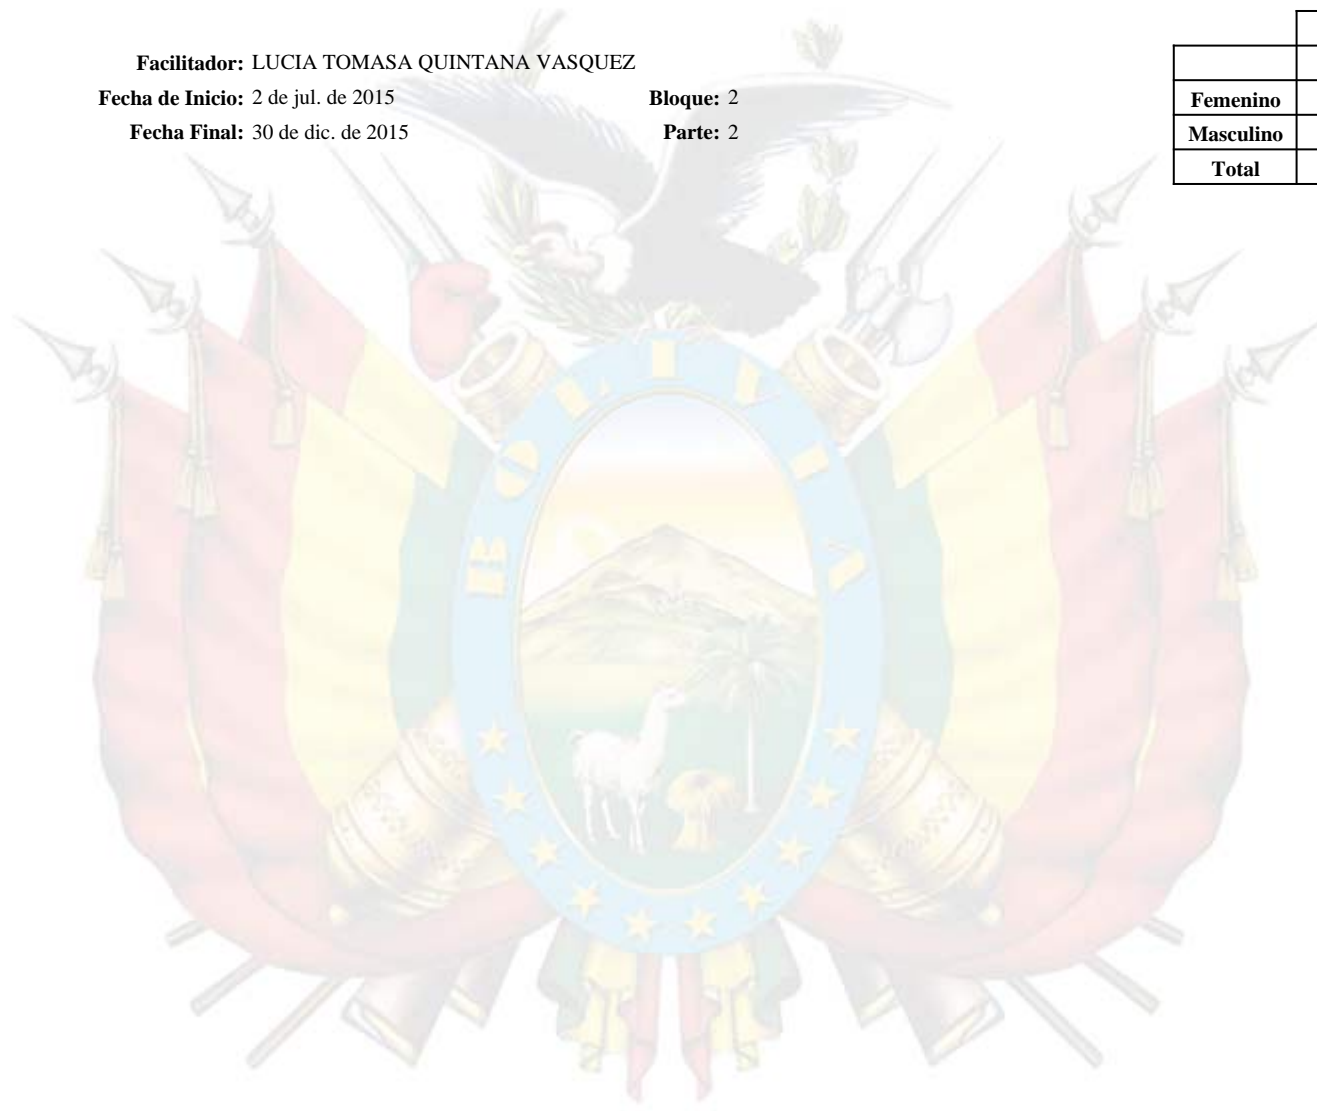 Facilitador: LUCIA TOMASA QUINTANA VASQUEZ
Fecha de Inicio: 2 de jul. de 2015 Bloque: 2
Fecha Final: 30 de dic. de 2015 Parte: 2
Femenino
Masculino
Total
BOLIVIA